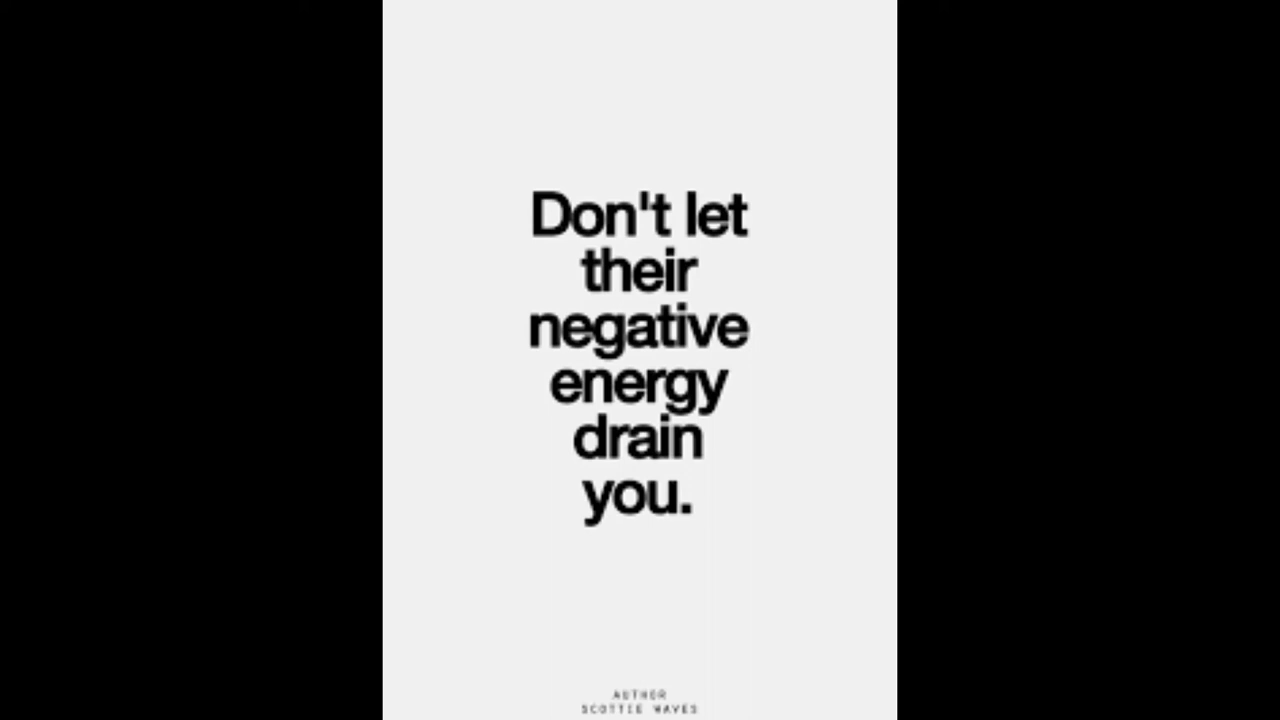 Don't let
their
negative
energy
drain
you.
AUTHOR
SCOTTIE WAVES